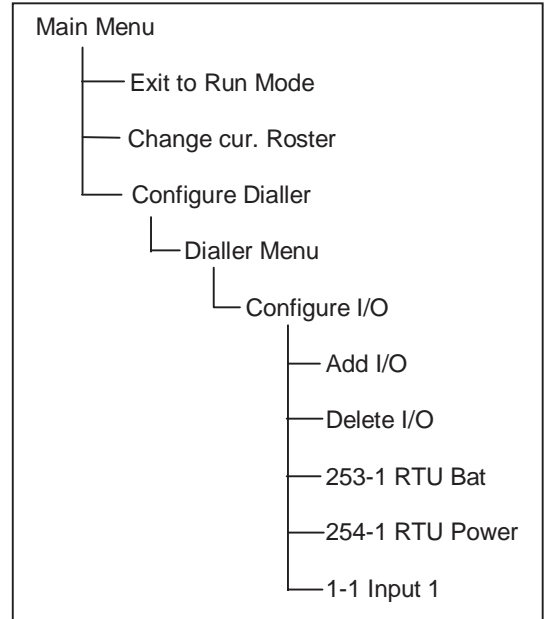 Main Menu
Exit to Run Mode
Change cur. Roster
Configure Dialler
Dialler Menu
Configure I/O
Add I/O
Delete I/O
253-1 RTU Bat
254-1 RTU Power
1-1 Input 1